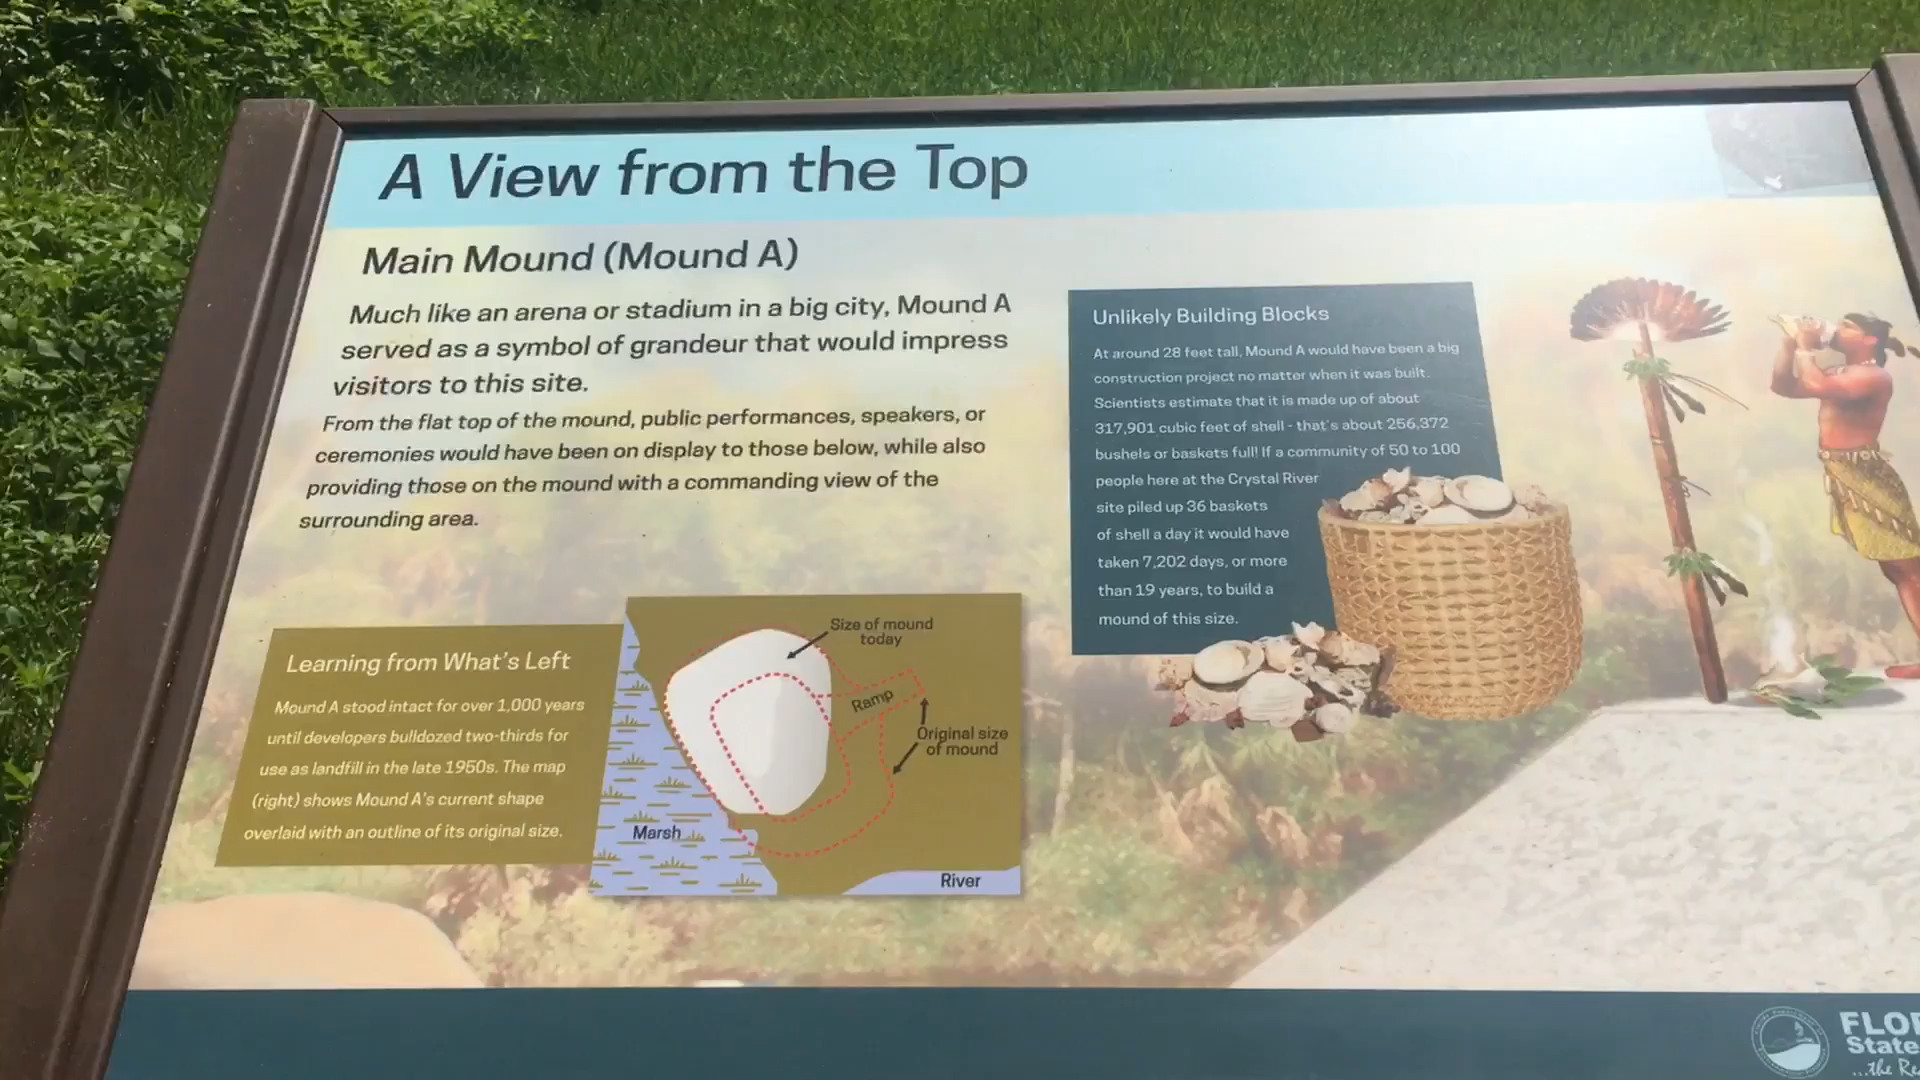 A View from the Top
Main Mound (Mound A)
Much like an arena or stadium in a big city, Mound A
served as a symbol of grandeur that would impress
visitors to this site.
From the flat top of the mound, public performances, speakers, or
ceremonies would have been on display to those below, while also
providing those on the mound with a commanding view of the
surrounding area.
Learning from What's Left
Mound A stood intact for over 1,000 years
until developers bulldozed two-thirds for
use as landfill in the late 1950s. The map
(right) shows Mound A's current shape
overlaid with an outline of its original size.
Size of mound
today
Ramp
Original size
of mound
Marsh
River
Unlikely Building Blocks
At around 28 feet tall, Mound A would have been a big
construction project no matter when it was built.
Scientists estimate that it is made up of about
317,901 cubic feet of shell - that's about 256,372
bushels or baskets full! If a community of 50 to 100
people here at the Crystal River
site piled up 36 baskets
of shell a day it would have
taken 7,202 days, or more
than 19 years, to build a
mound of this size.
FLOR
State
...the Re